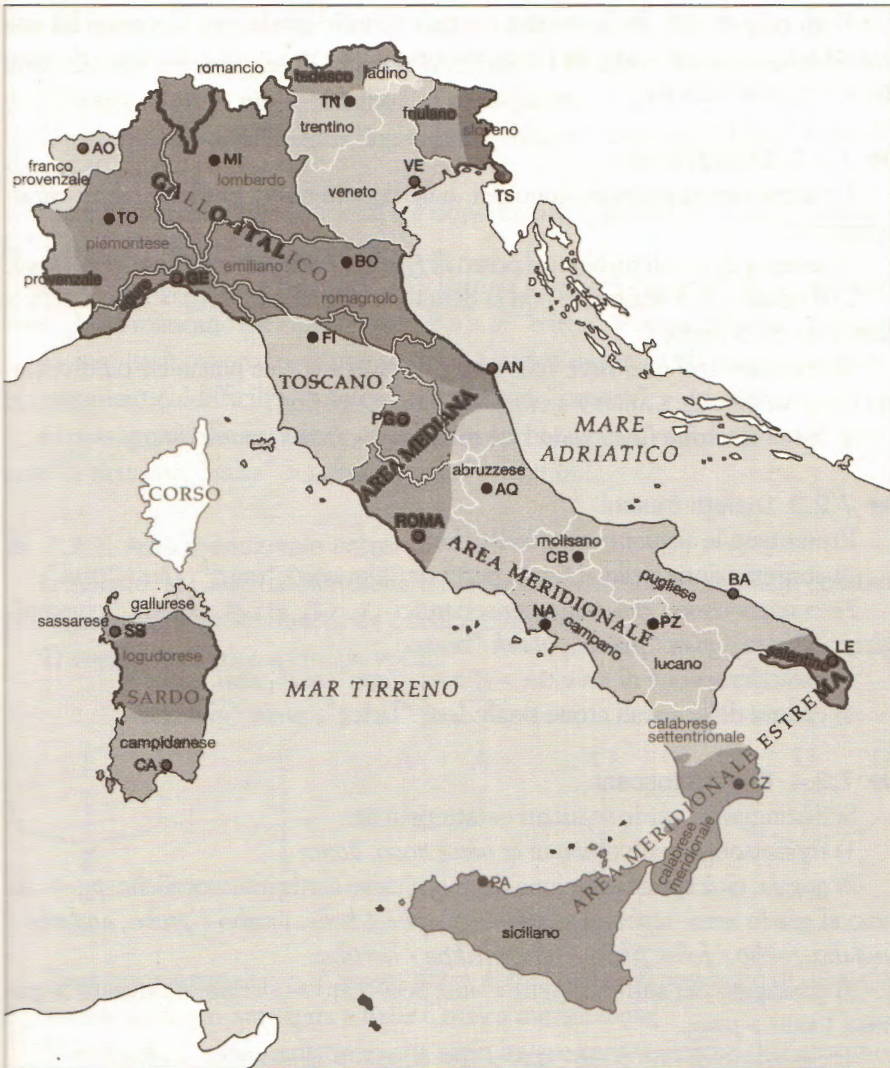 romancio
tedesco
ladino
TN
trentino
friulano
sloveno
AO
franco
provenzale
MI
lombardo
VE
TS
veneto
GALLO-ITALICO
TO
piemontese
provenzale
GE
ligure
emiliano
BO
romagnolo
FI
TOSCANO
AN
PG
AREA MEDIANA
MARE
ADRIATICO
abruzzese
AQ
CORSO
ROMA
AREA MERIDIONALE
molisano
CB
pugliese
BA
gallurese
sassarese
SS
NA
campano
PZ
lucano
LE
salentino
logudorese
SARDO
MAR TIRRENO
calabrese
settentrionale
campidanese
CA
CZ
AREA MERIDIONALE ESTREMA
calabrese
meridionale
PA
siciliano